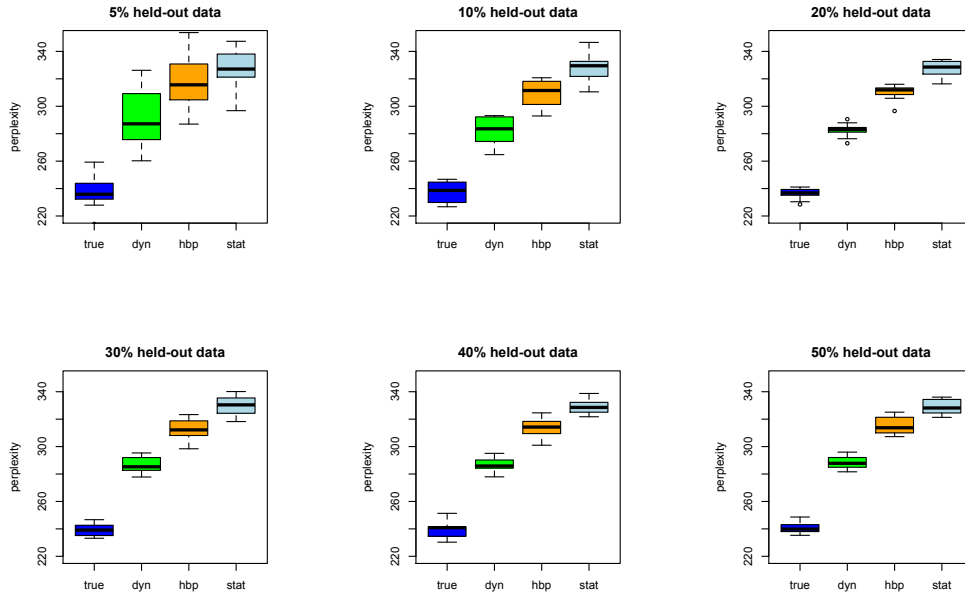 5% held-out data
perplexity
340
300
260
220
true dyn hbp stat
10% held-out data
perplexity
340
300
260
220
true dyn hbp stat
20% held-out data
perplexity
340
300
260
220
true dyn hbp stat
30% held-out data
perplexity
340
300
260
220
true dyn hbp stat
40% held-out data
perplexity
340
300
260
220
true dyn hbp stat
50% held-out data
perplexity
340
300
260
220
true dyn hbp stat